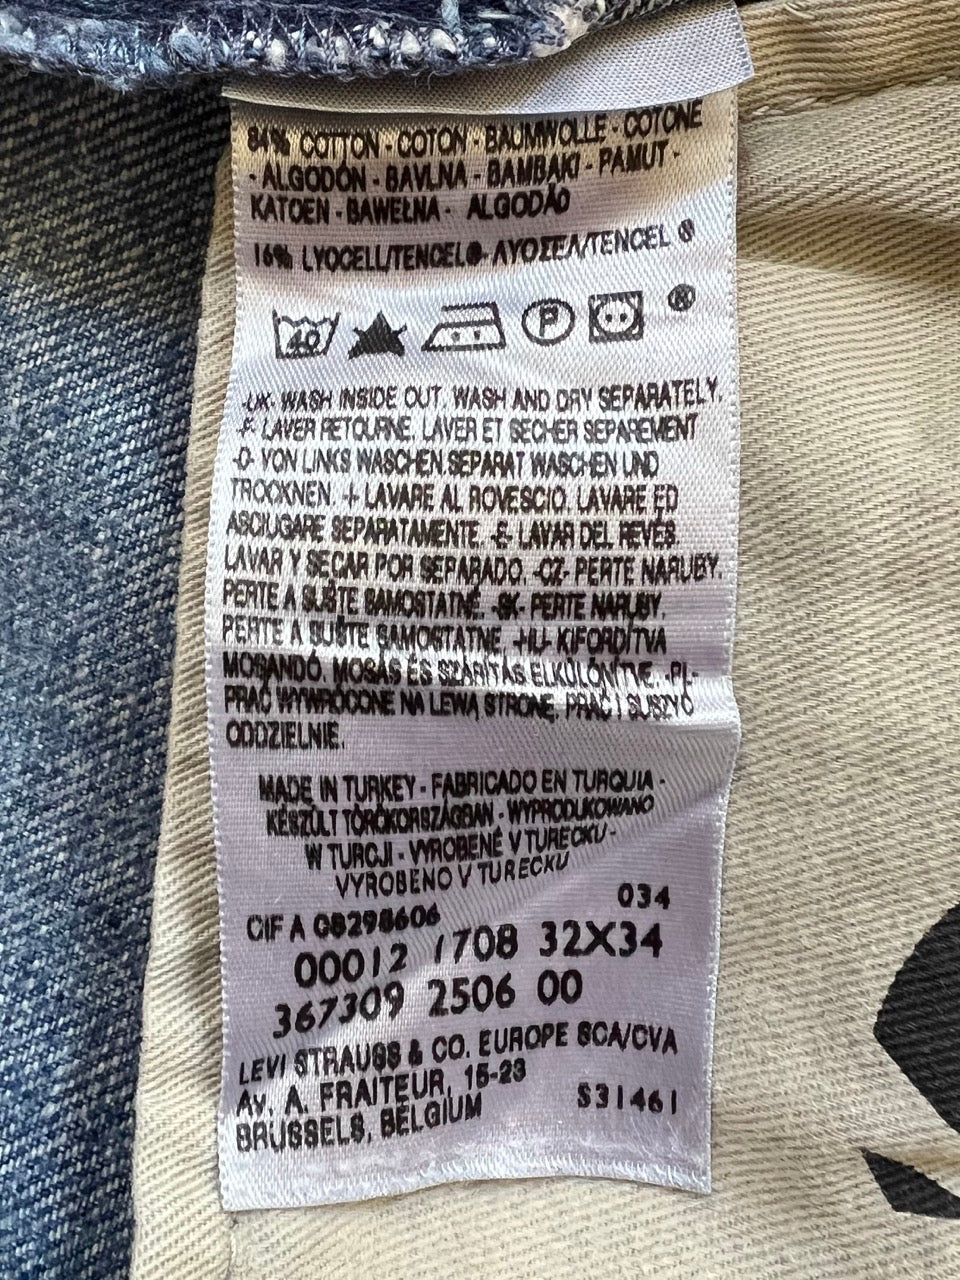 84% COTTON - COTON - BAUMWOLLE - COTONE
- ALGODÓN - BAVLNA - BAMBAKI - PAMUT -
KATOEN - BAWEŁNA - ALGODÃO
16% LYOCELL/TENCEL®-ΛΥΟΣΕΛ/TENCEL ®
40 P ®
-UK- WASH INSIDE OUT. WASH AND DRY SEPARATELY.
-F- LAVER RETOURNE. LAVER ET SECHER SEPAREMENT
-D- VON LINKS WASCHEN.SEPARAT WASCHEN UND
TROCKNEN. -I- LAVARE AL ROVESCIO. LAVARE ED
ASCIUGARE SEPARATAMENTE. -E- LAVAR DEL REVÉS.
LAVAR Y SECAR POR SEPARADO. -CZ- PERTE NARUBY.
PERTE A SUŠTE SAMOSTATNĚ. -SK- PERTE NARUBY.
PERTE A SUŠTE SAMOSTATNE. -HU- KIFORDÍTVA
MOSANDÓ. MOSÁS ÉS SZÁRÍTÁS ELKÜLÖNÍTVE. -PL-
PRAĆ WYWRÓCONE NA LEWĄ STRONĘ. PRAĆ I SUSZYĆ
ODDZIELNIE.
MADE IN TURKEY - FABRICADO EN TURQUIA -
KÉSZÜLT TÖRÖKORSZÁGBAN - WYPRODUKOWANO
W TURCJI - VYROBENÉ V TURECKU -
VYROBENO V TURECKU
034
CIF A 08298606
00012 1708 32X34
367309 2506 00
LEVI STRAUSS & CO. EUROPE SCA/CVA
Av. A. FRAITEUR, 15-23
BRUSSELS, BELGIUM S31461